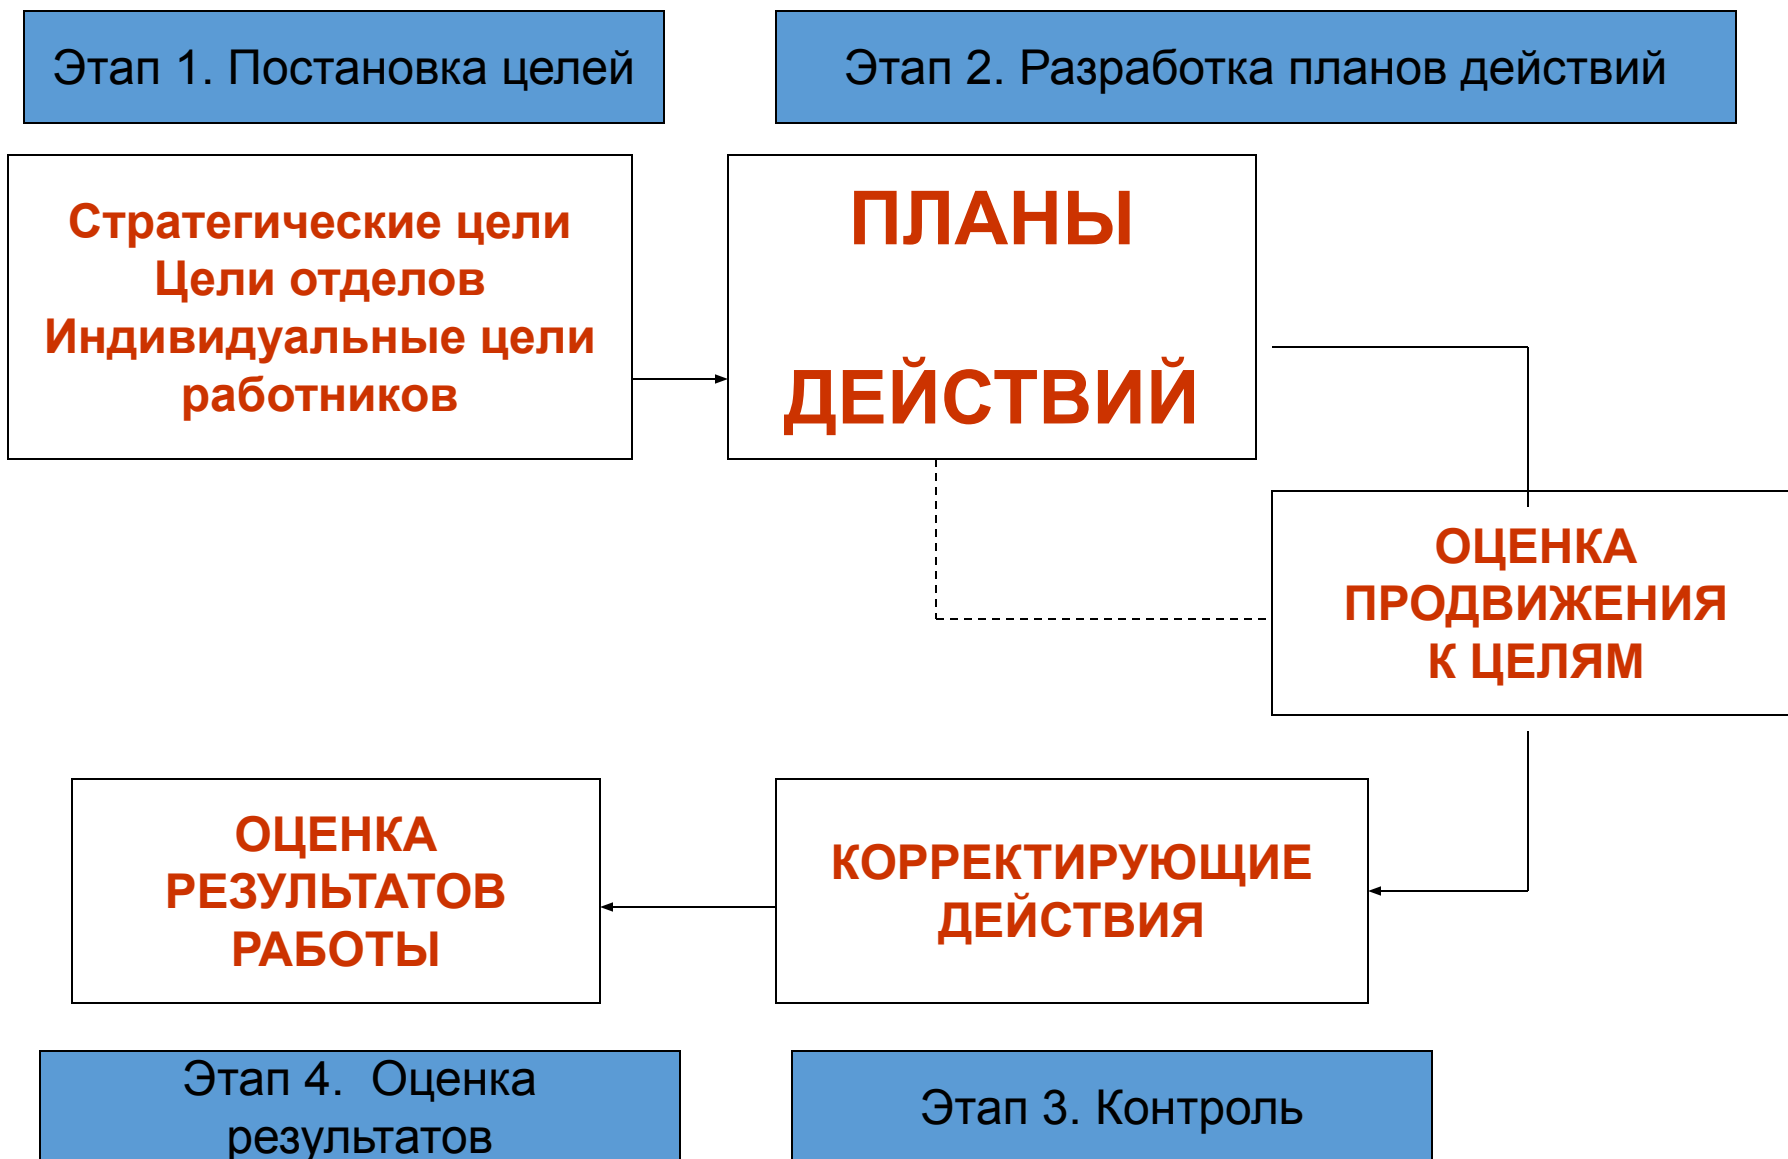 Этап 1. Постановка целей
Этап 2. Разработка планов действий
Стратегические цели
Цели отделов
Индивидуальные цели
работников
ПЛАНЫ
ДЕЙСТВИЙ
ОЦЕНКА
ПРОДВИЖЕНИЯ
К ЦЕЛЯМ
ОЦЕНКА
РЕЗУЛЬТАТОВ
РАБОТЫ
КОРРЕКТИРУЮЩИЕ
ДЕЙСТВИЯ
Этап 4. Оценка
результатов
Этап 3. Контроль